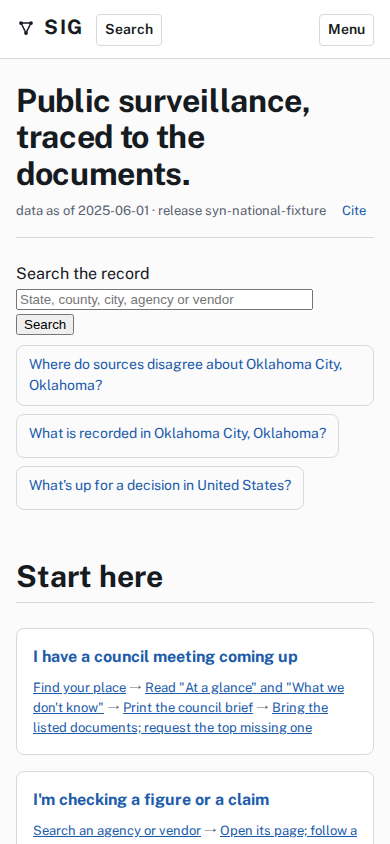 SIG
Search
Menu
Public surveillance,
traced to the
documents.
data as of 2025-06-01 · release syn-national-fixture Cite
Search the record
State, county, city, agency or vendor
Search
Where do sources disagree about Oklahoma City,
Oklahoma?
What is recorded in Oklahoma City, Oklahoma?
What's up for a decision in United States?
Start here
I have a council meeting coming up
Find your place → Read "At a glance" and "What we
don't know" → Print the council brief → Bring the
listed documents; request the top missing one
I'm checking a figure or a claim
Search an agency or vendor → Open its page; follow a